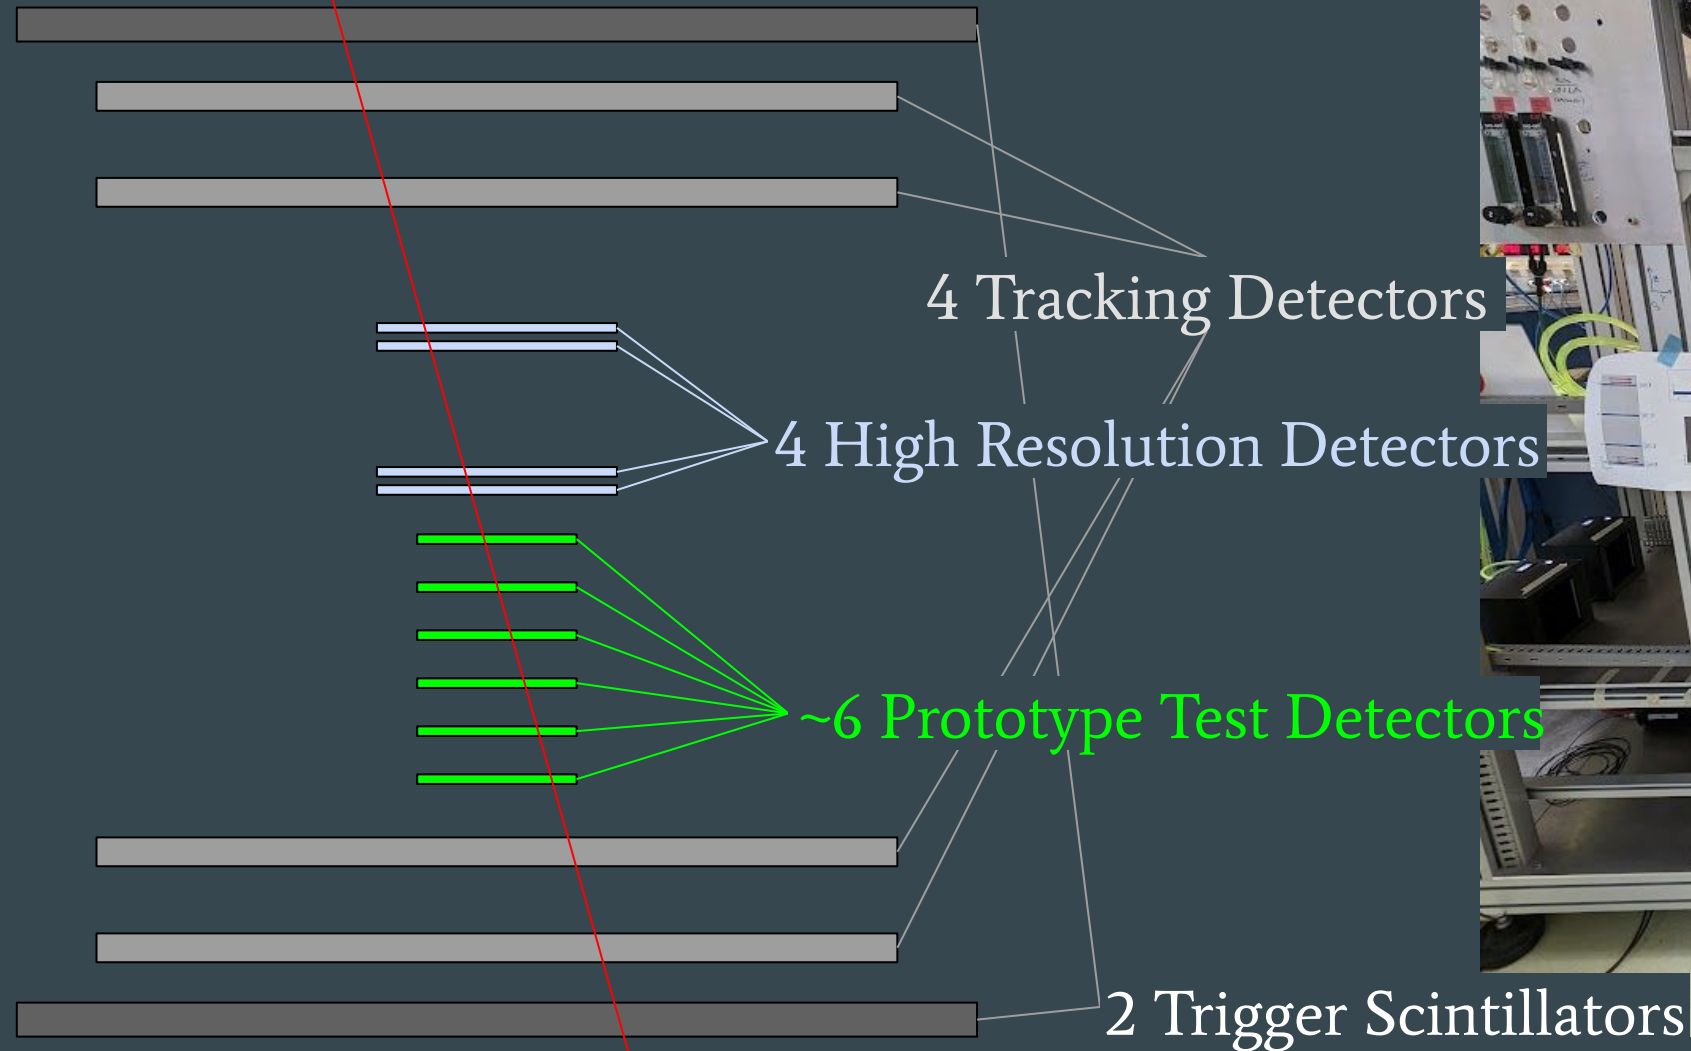 4 Tracking Detectors
4 High Resolution Detectors
~6 Prototype Test Detectors
2 Trigger Scintillators